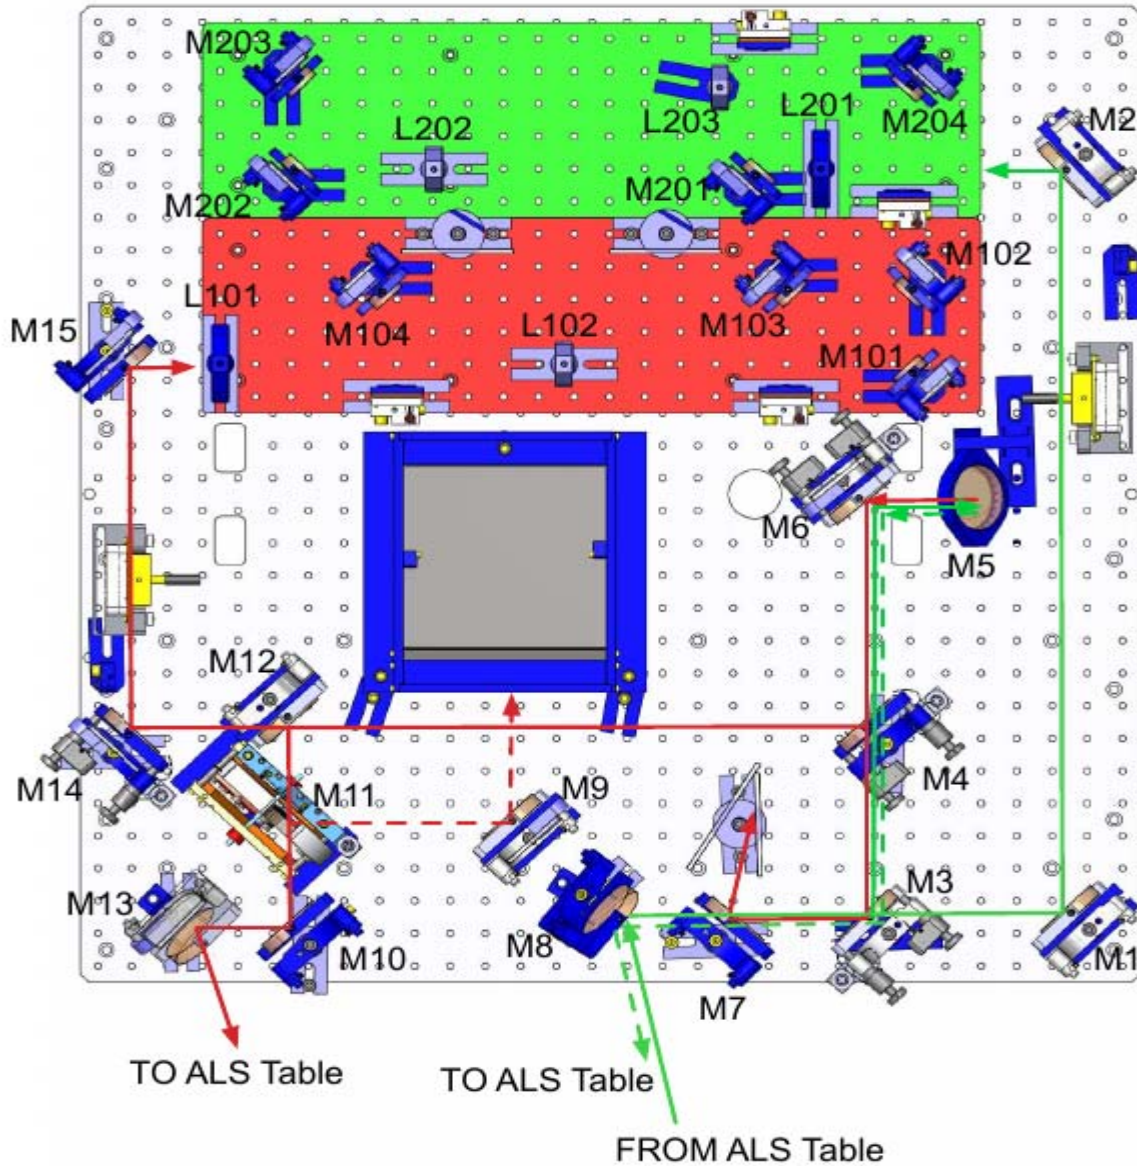 M203
L202
L203
L201
M204
M2
M202
M201
M102
L101
M104
L102
M103
M15
M101
M6
M5
M12
M14
M11
M9
M4
M13
M10
M8
M7
M3
M1
TO ALS Table
TO ALS Table
FROM ALS Table